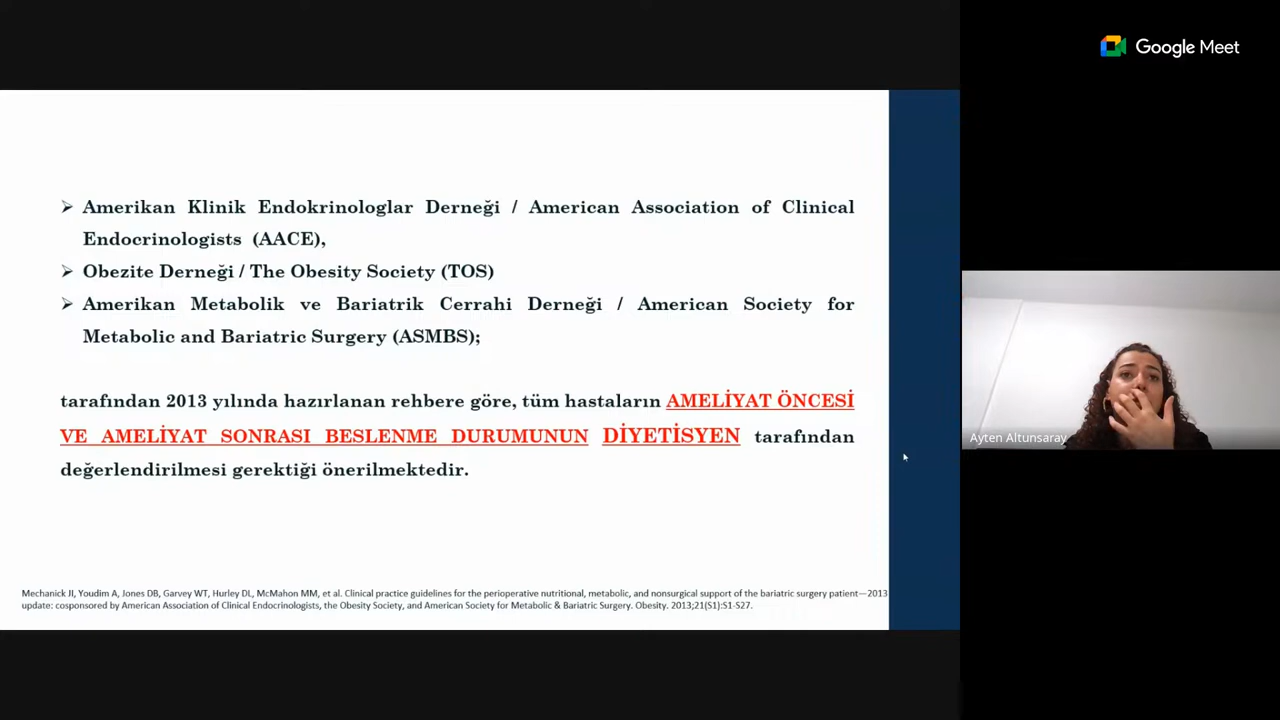 Google Meet
➢ Amerikan Klinik Endokrinologlar Derneği / American Association of Clinical
Endocrinologists (AACE),
➢ Obezite Derneği / The Obesity Society (TOS)
➢ Amerikan Metabolik ve Bariatrik Cerrahi Derneği / American Society for
Metabolic and Bariatric Surgery (ASMBS);
tarafından 2013 yılında hazırlanan rehbere göre, tüm hastaların AMELİYAT ÖNCESİ
VE AMELİYAT SONRASI BESLENME DURUMUNUN DİYETİSYEN tarafından
değerlendirilmesi gerektiği önerilmektedir.
Mechanick JI, Youdim A, Jones DB, Garvey WT, Hurley DL, McMahon MM, et al. Clinical practice guidelines for the perioperative nutritional, metabolic, and nonsurgical support of the bariatric surgery patient—2013
update: cosponsored by American Association of Clinical Endocrinologists, the Obesity Society, and American Society for Metabolic & Bariatric Surgery. Obesity. 2013;21(S1):S1-S27.
Ayten Altunsaray